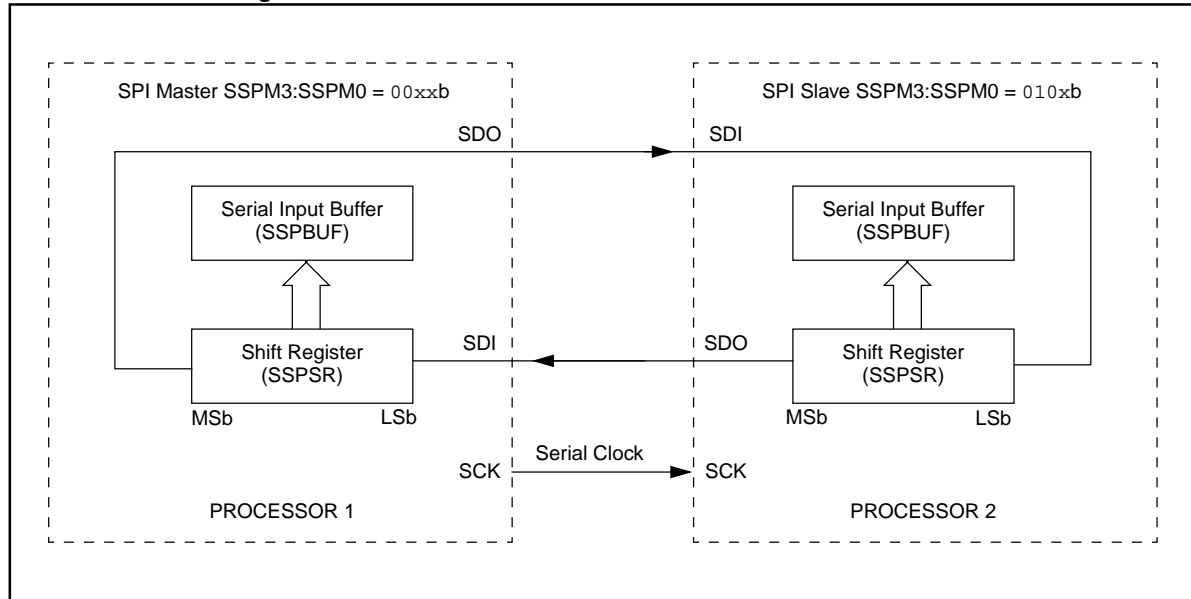 SPI Master SSPM3:SSPM0 = 00xxb
SPI Slave SSPM3:SSPM0 = 010xb
SDO
SDI
Serial Input Buffer
(SSPBUF)
Serial Input Buffer
(SSPBUF)
Shift Register
(SSPSR)
SDI
SDO
Shift Register
(SSPSR)
MSb
LSb
MSb
LSb
Serial Clock
SCK
SCK
PROCESSOR 1
PROCESSOR 2